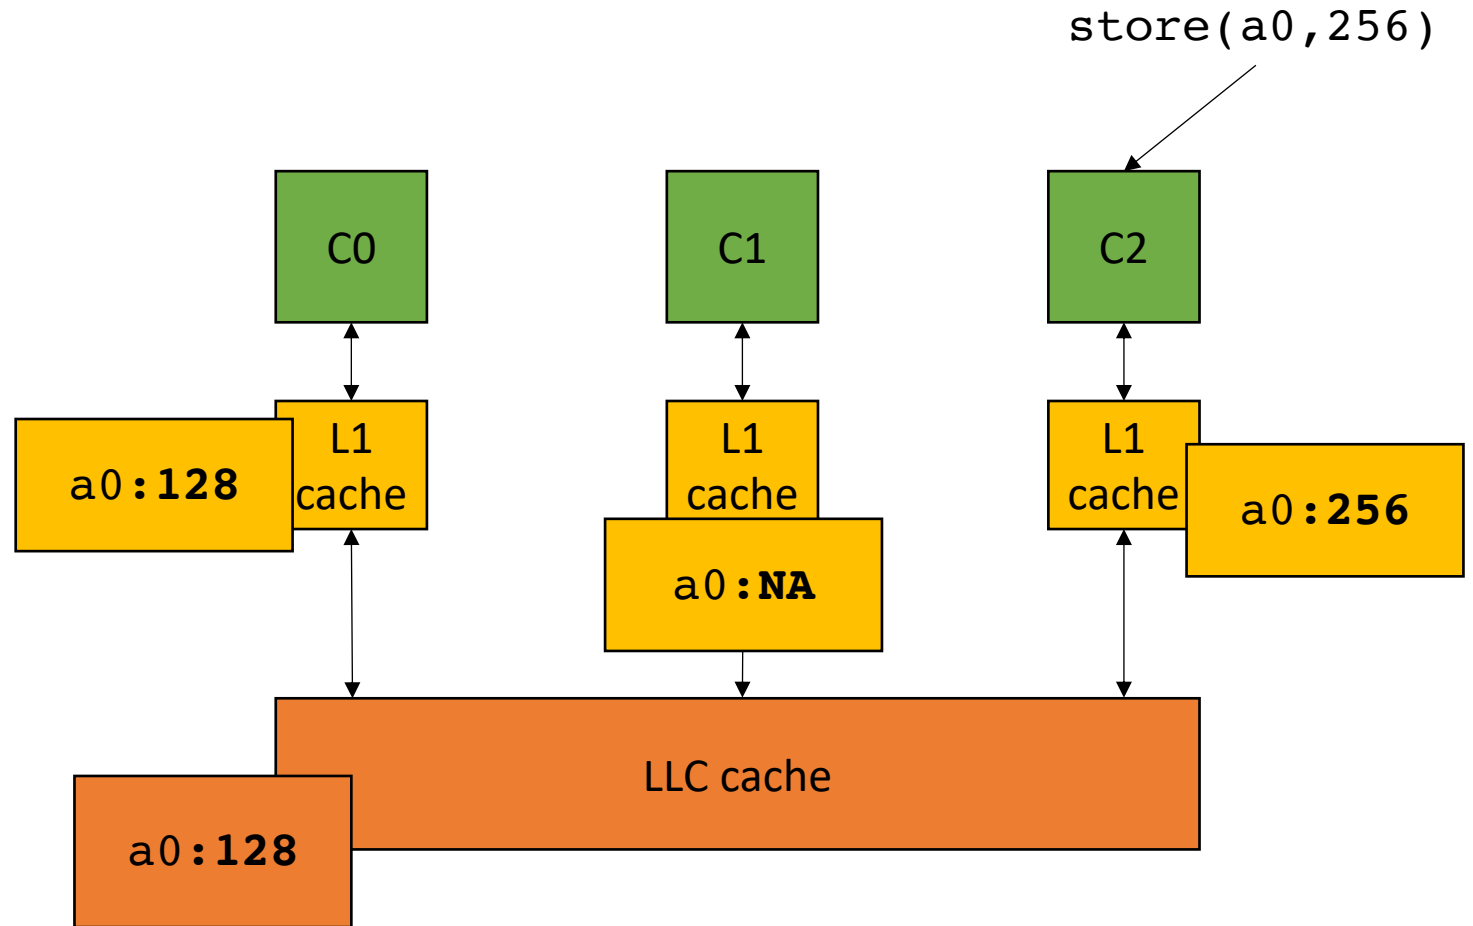 store(a0,256)
C0
C1
C2
L1
cache
a0:128
L1
cache
a0:NA
L1
cache
a0:256
LLC cache
a0:128